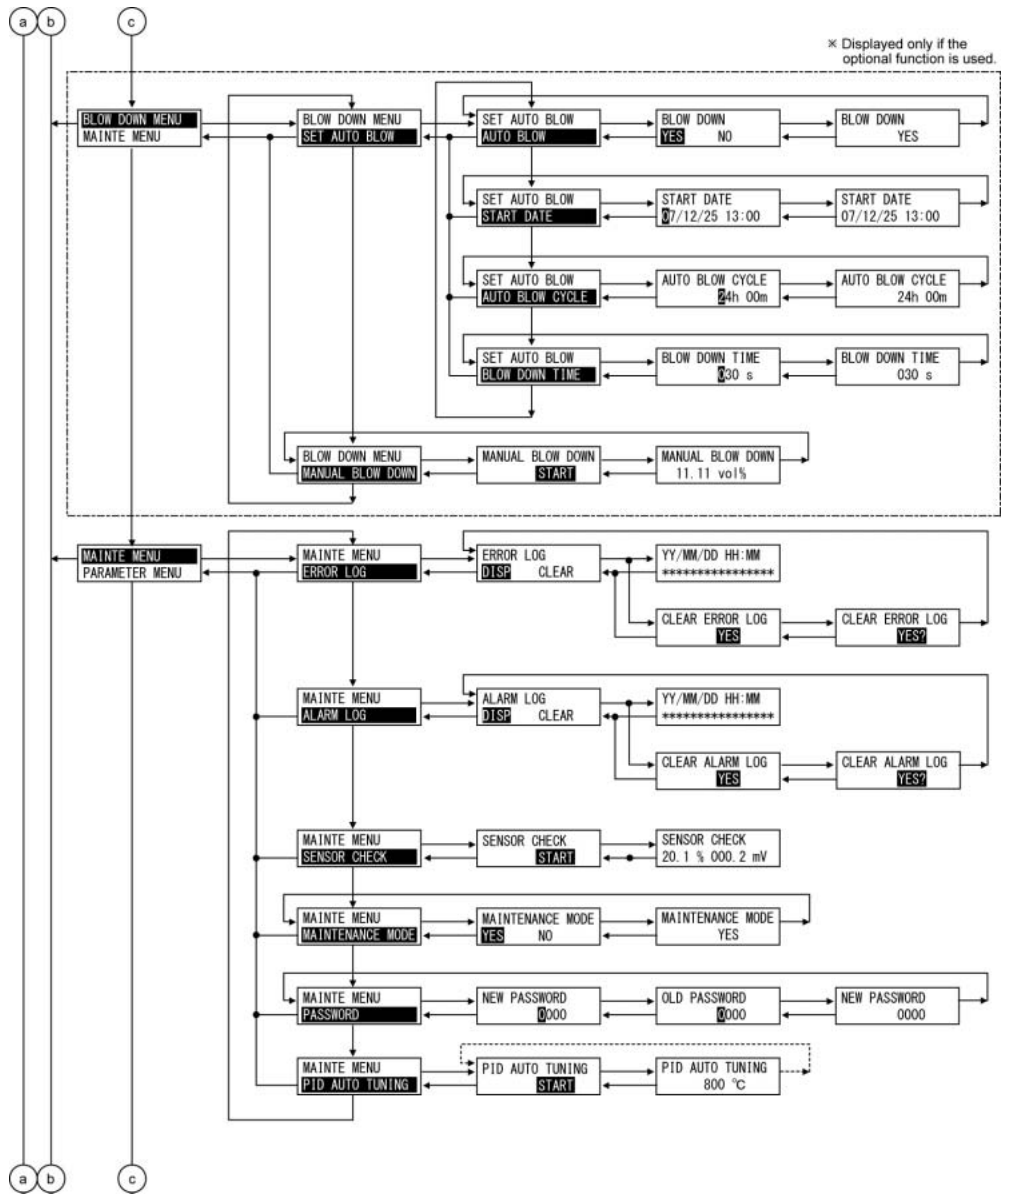 a b c
※ Displayed only if the
optional function is used.
BLOW DOWN MENU
MAINTE MENU
BLOW DOWN MENU
SET AUTO BLOW
SET AUTO BLOW
AUTO BLOW
BLOW DOWN
YES NO
BLOW DOWN
YES
SET AUTO BLOW
START DATE
START DATE
07/12/25 13:00
START DATE
07/12/25 13:00
SET AUTO BLOW
AUTO BLOW CYCLE
AUTO BLOW CYCLE
24h 00m
AUTO BLOW CYCLE
24h 00m
SET AUTO BLOW
BLOW DOWN TIME
BLOW DOWN TIME
030 s
BLOW DOWN TIME
030 s
BLOW DOWN MENU
MANUAL BLOW DOWN
MANUAL BLOW DOWN
START
MANUAL BLOW DOWN
11.11 vol%
MAINTE MENU
PARAMETER MENU
MAINTE MENU
ERROR LOG
ERROR LOG
DISP CLEAR
YY/MM/DD HH:MM
****************
CLEAR ERROR LOG
YES
CLEAR ERROR LOG
YES?
MAINTE MENU
ALARM LOG
ALARM LOG
DISP CLEAR
YY/MM/DD HH:MM
****************
CLEAR ALARM LOG
YES
CLEAR ALARM LOG
YES?
MAINTE MENU
SENSOR CHECK
SENSOR CHECK
START
SENSOR CHECK
20.1 % 000.2 mV
MAINTE MENU
MAINTENANCE MODE
MAINTENANCE MODE
YES NO
MAINTENANCE MODE
YES
MAINTE MENU
PASSWORD
NEW PASSWORD
0000
OLD PASSWORD
0000
NEW PASSWORD
0000
MAINTE MENU
PID AUTO TUNING
PID AUTO TUNING
START
PID AUTO TUNING
800 ℃
a b c